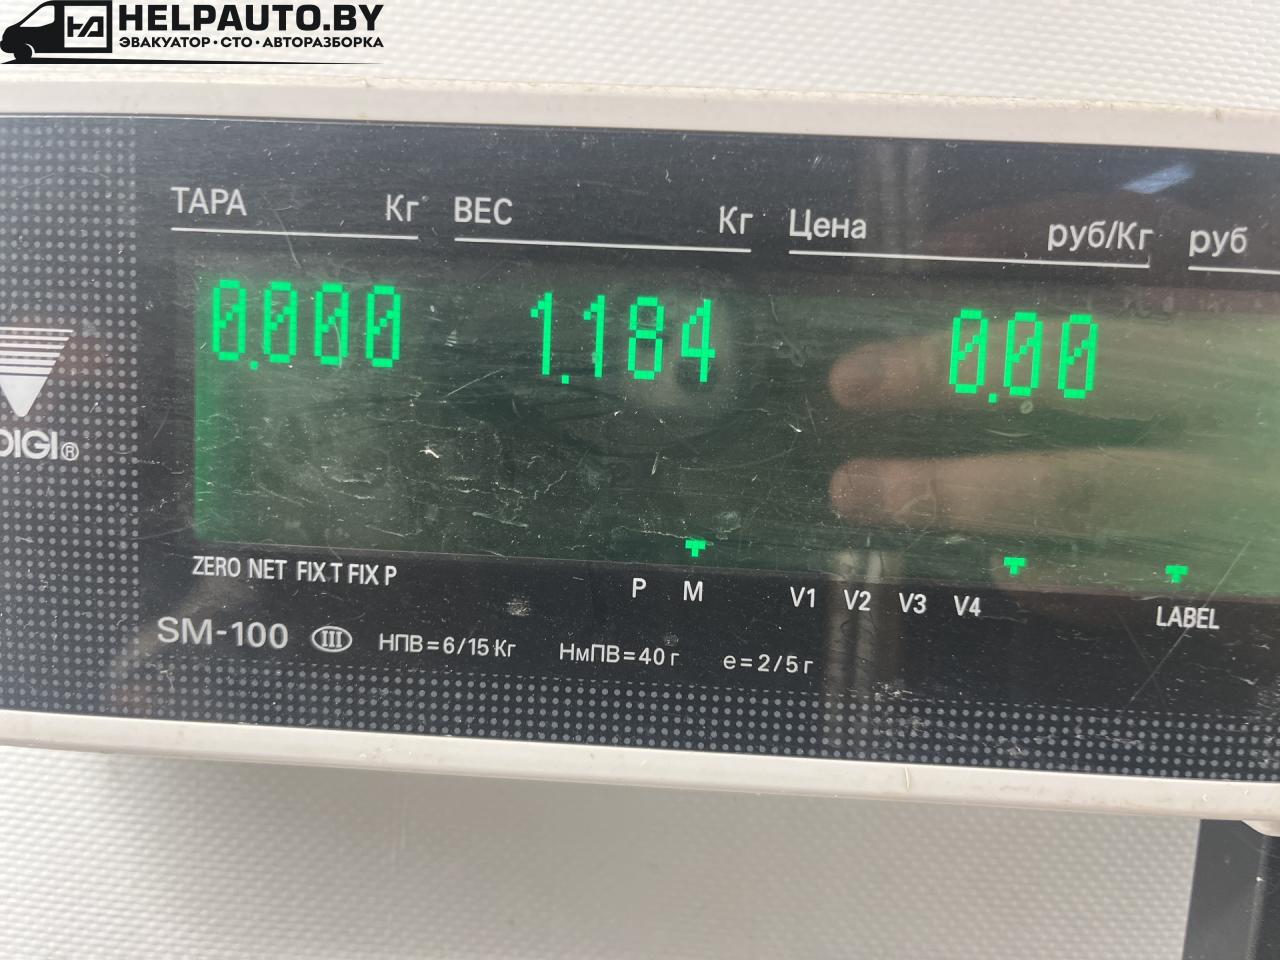 HELPAUTO.BY
ЭВАКУАТОР·СТО·АВТОРАЗБОРКА
ТАРА Кг ВЕС Кг Цена руб/Кг руб
0.000 1.184 0.00
DIGI®
ZERO NET FIX T FIX P P M V1 V2 V3 V4 LABEL
SM-100 III НПВ=6/15 Кг НмПВ=40 г e=2/5 г